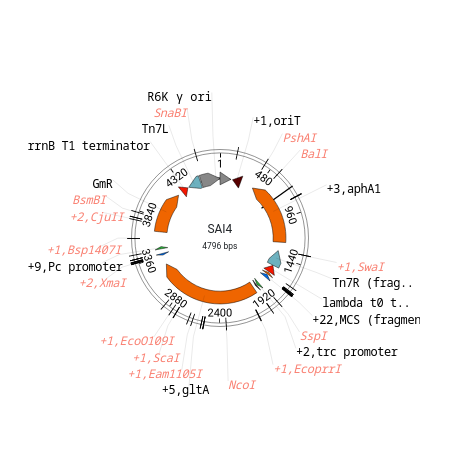 R6K γ ori
SnaBI
+1,oriT
Tn7L
PshAI
rrnB T1 terminator
BalI
GmR
+3,aphA1
BsmBI
+2,CjuII
+1,Bsp1407I
+9,Pc promoter
+1,SwaI
+2,XmaI
Tn7R (frag..
lambda t0 t..
+22,MCS (fragmen
+1,EcoO109I
SspI
+1,ScaI
+2,trc promoter
+1,Eam1105I
+1,EcoprrI
+5,gltA
NcoI
1
480
960
1440
1920
2400
2880
3360
3840
4320
SAI4
4796 bps